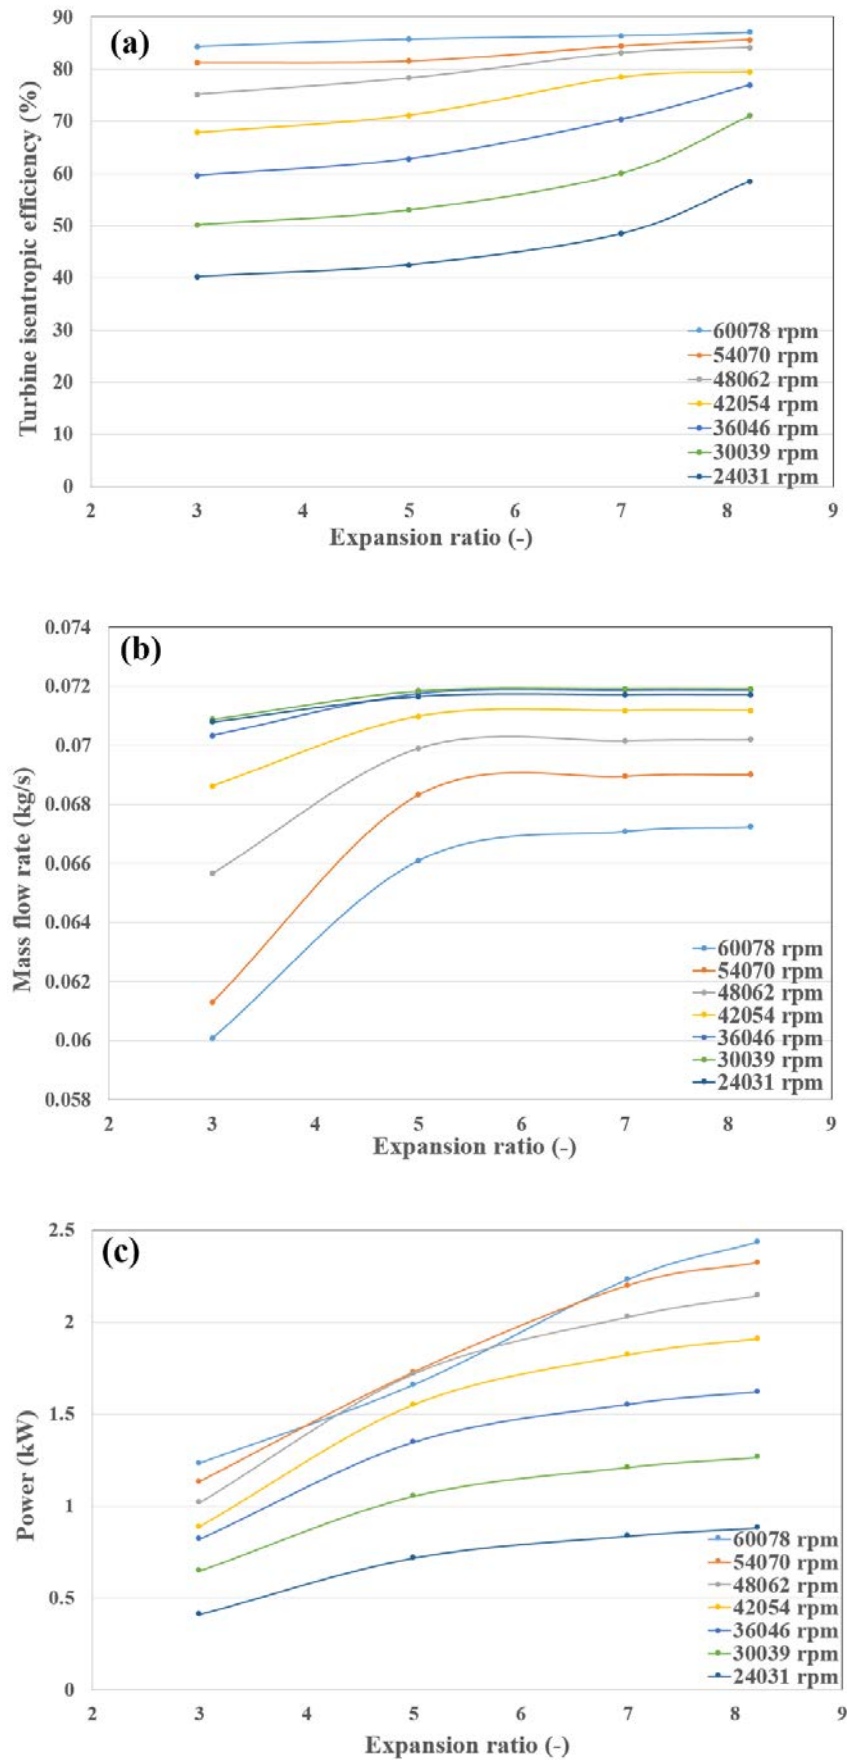 (a)
90
80
70
60
50
40
30
20
10
0
Turbine isentropic efficiency (%)
60078 rpm
54070 rpm
48062 rpm
42054 rpm
36046 rpm
30039 rpm
24031 rpm
2 3 4 5 6 7 8 9
Expansion ratio (-)
(b)
0.074
0.072
0.07
0.068
0.066
0.064
0.062
0.06
0.058
Mass flow rate (kg/s)
60078 rpm
54070 rpm
48062 rpm
42054 rpm
36046 rpm
30039 rpm
24031 rpm
2 3 4 5 6 7 8 9
Expansion ratio (-)
(c)
2.5
2
1.5
1
0.5
0
Power (kW)
60078 rpm
54070 rpm
48062 rpm
42054 rpm
36046 rpm
30039 rpm
24031 rpm
2 3 4 5 6 7 8 9
Expansion ratio (-)